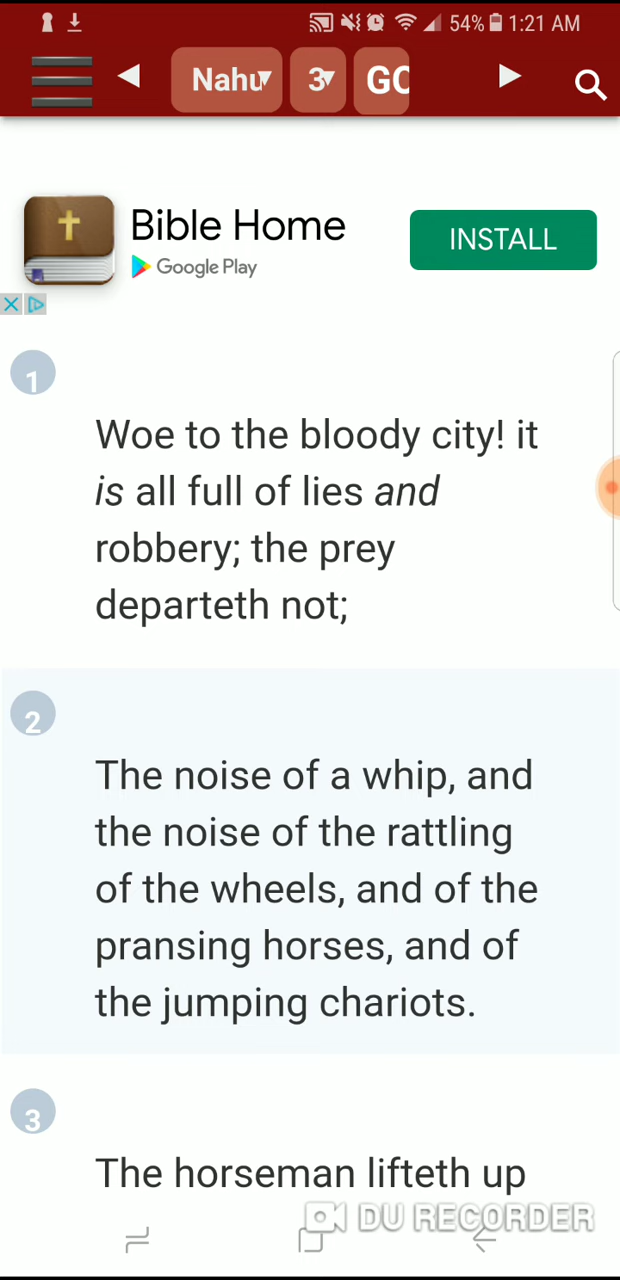 54% 1:21 AM
Nahu 3 GO
Bible Home
INSTALL
Google Play
1
Woe to the bloody city! it
is all full of lies and
robbery; the prey
departeth not;
2
The noise of a whip, and
the noise of the rattling
of the wheels, and of the
pransing horses, and of
the jumping chariots.
3
The horseman lifteth up
DU RECORDER